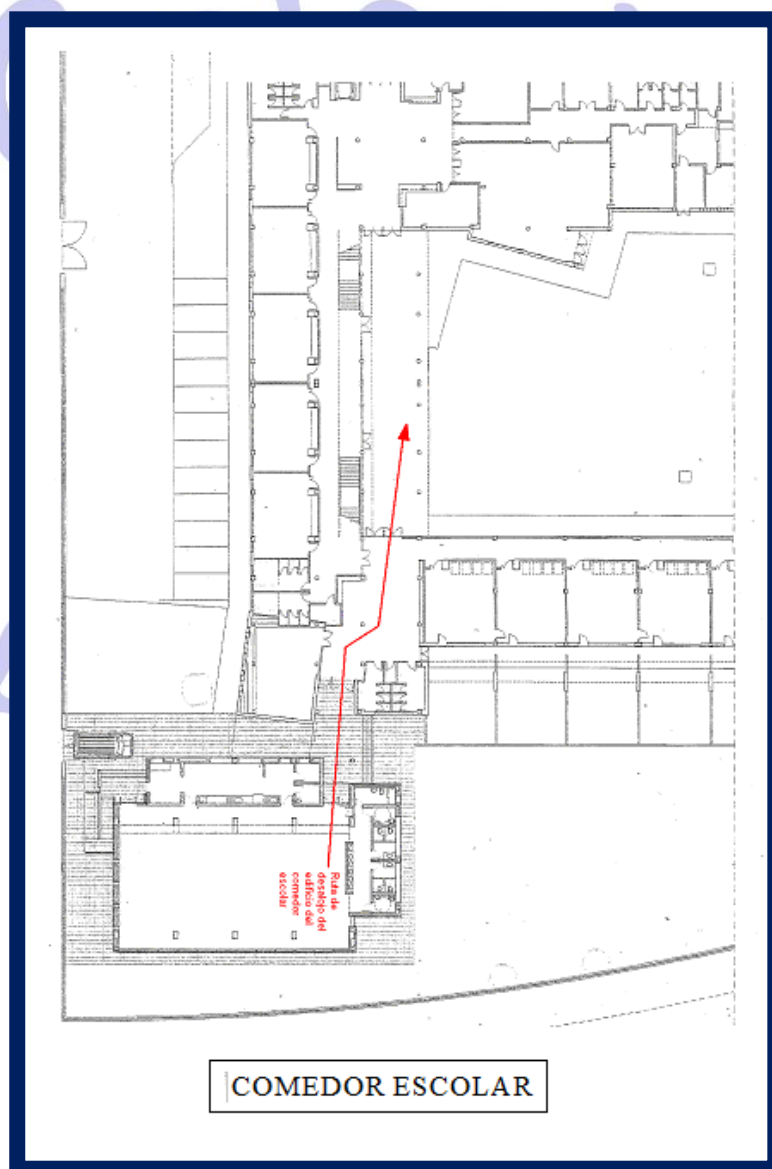 Ruta de
desalojo del
edificio del
comedor
escolar
COMEDOR ESCOLAR